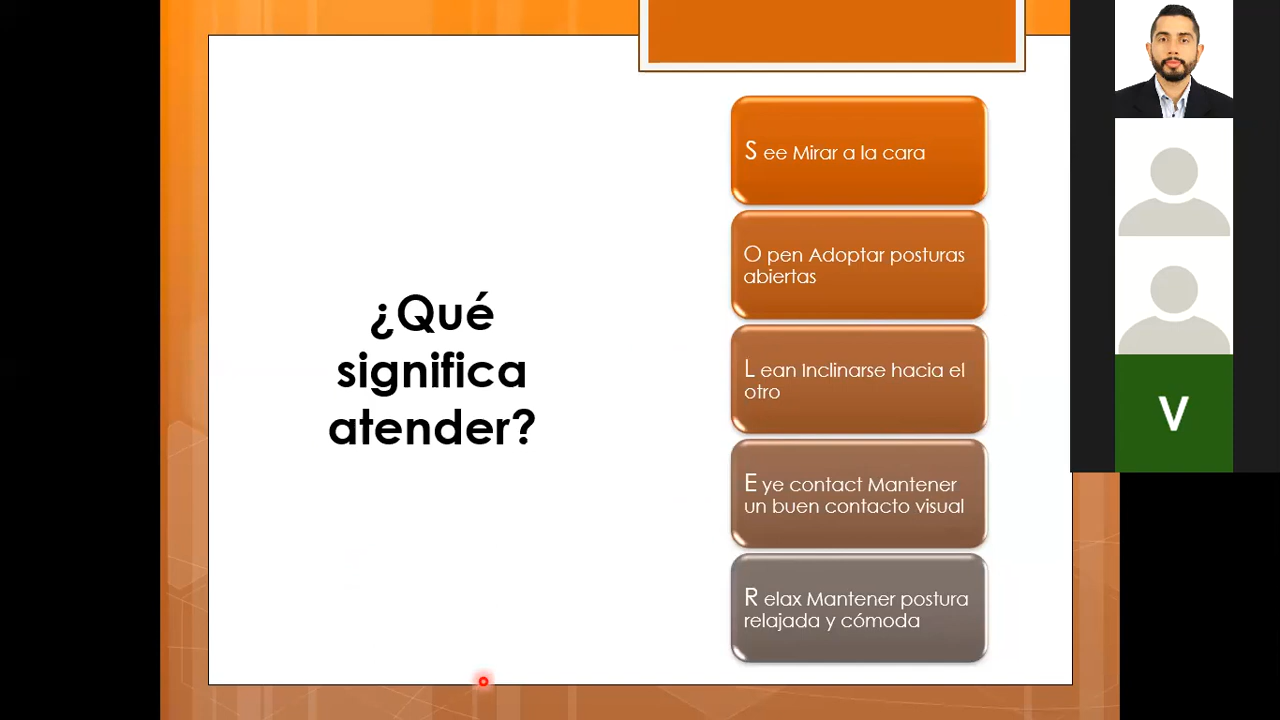 ¿Qué
significa
atender?
S ee Mirar a la cara
O pen Adoptar posturas
abiertas
L ean Inclinarse hacia el
otro
E ye contact Mantener
un buen contacto visual
R elax Mantener postura
relajada y cómoda
V